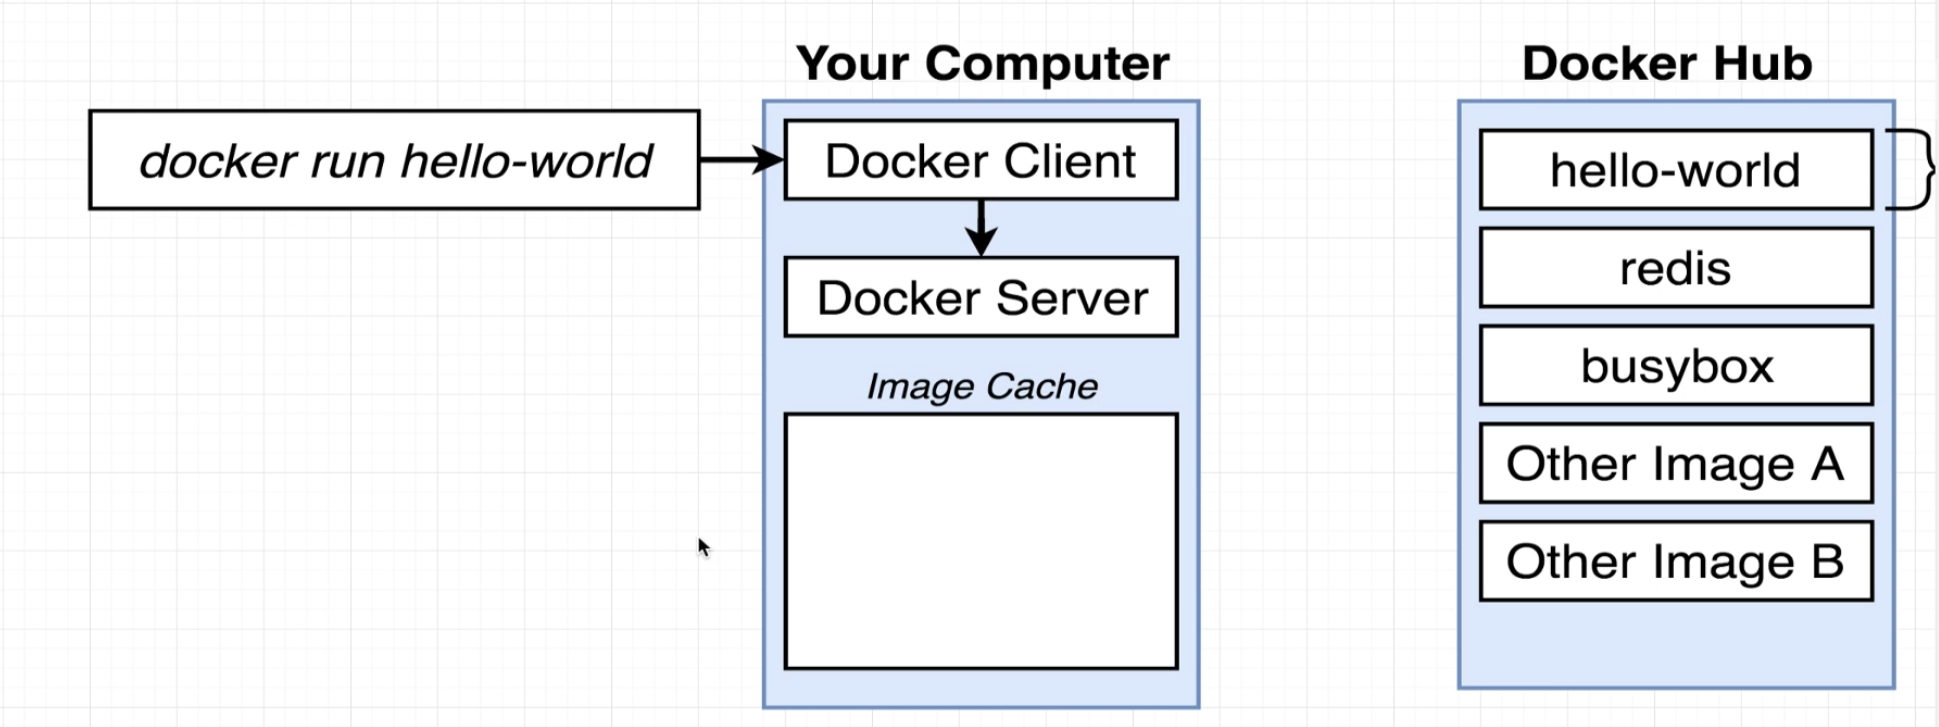 Your Computer
Docker Hub
docker run hello-world
Docker Client
Docker Server
Image Cache
hello-world
redis
busybox
Other Image A
Other Image B